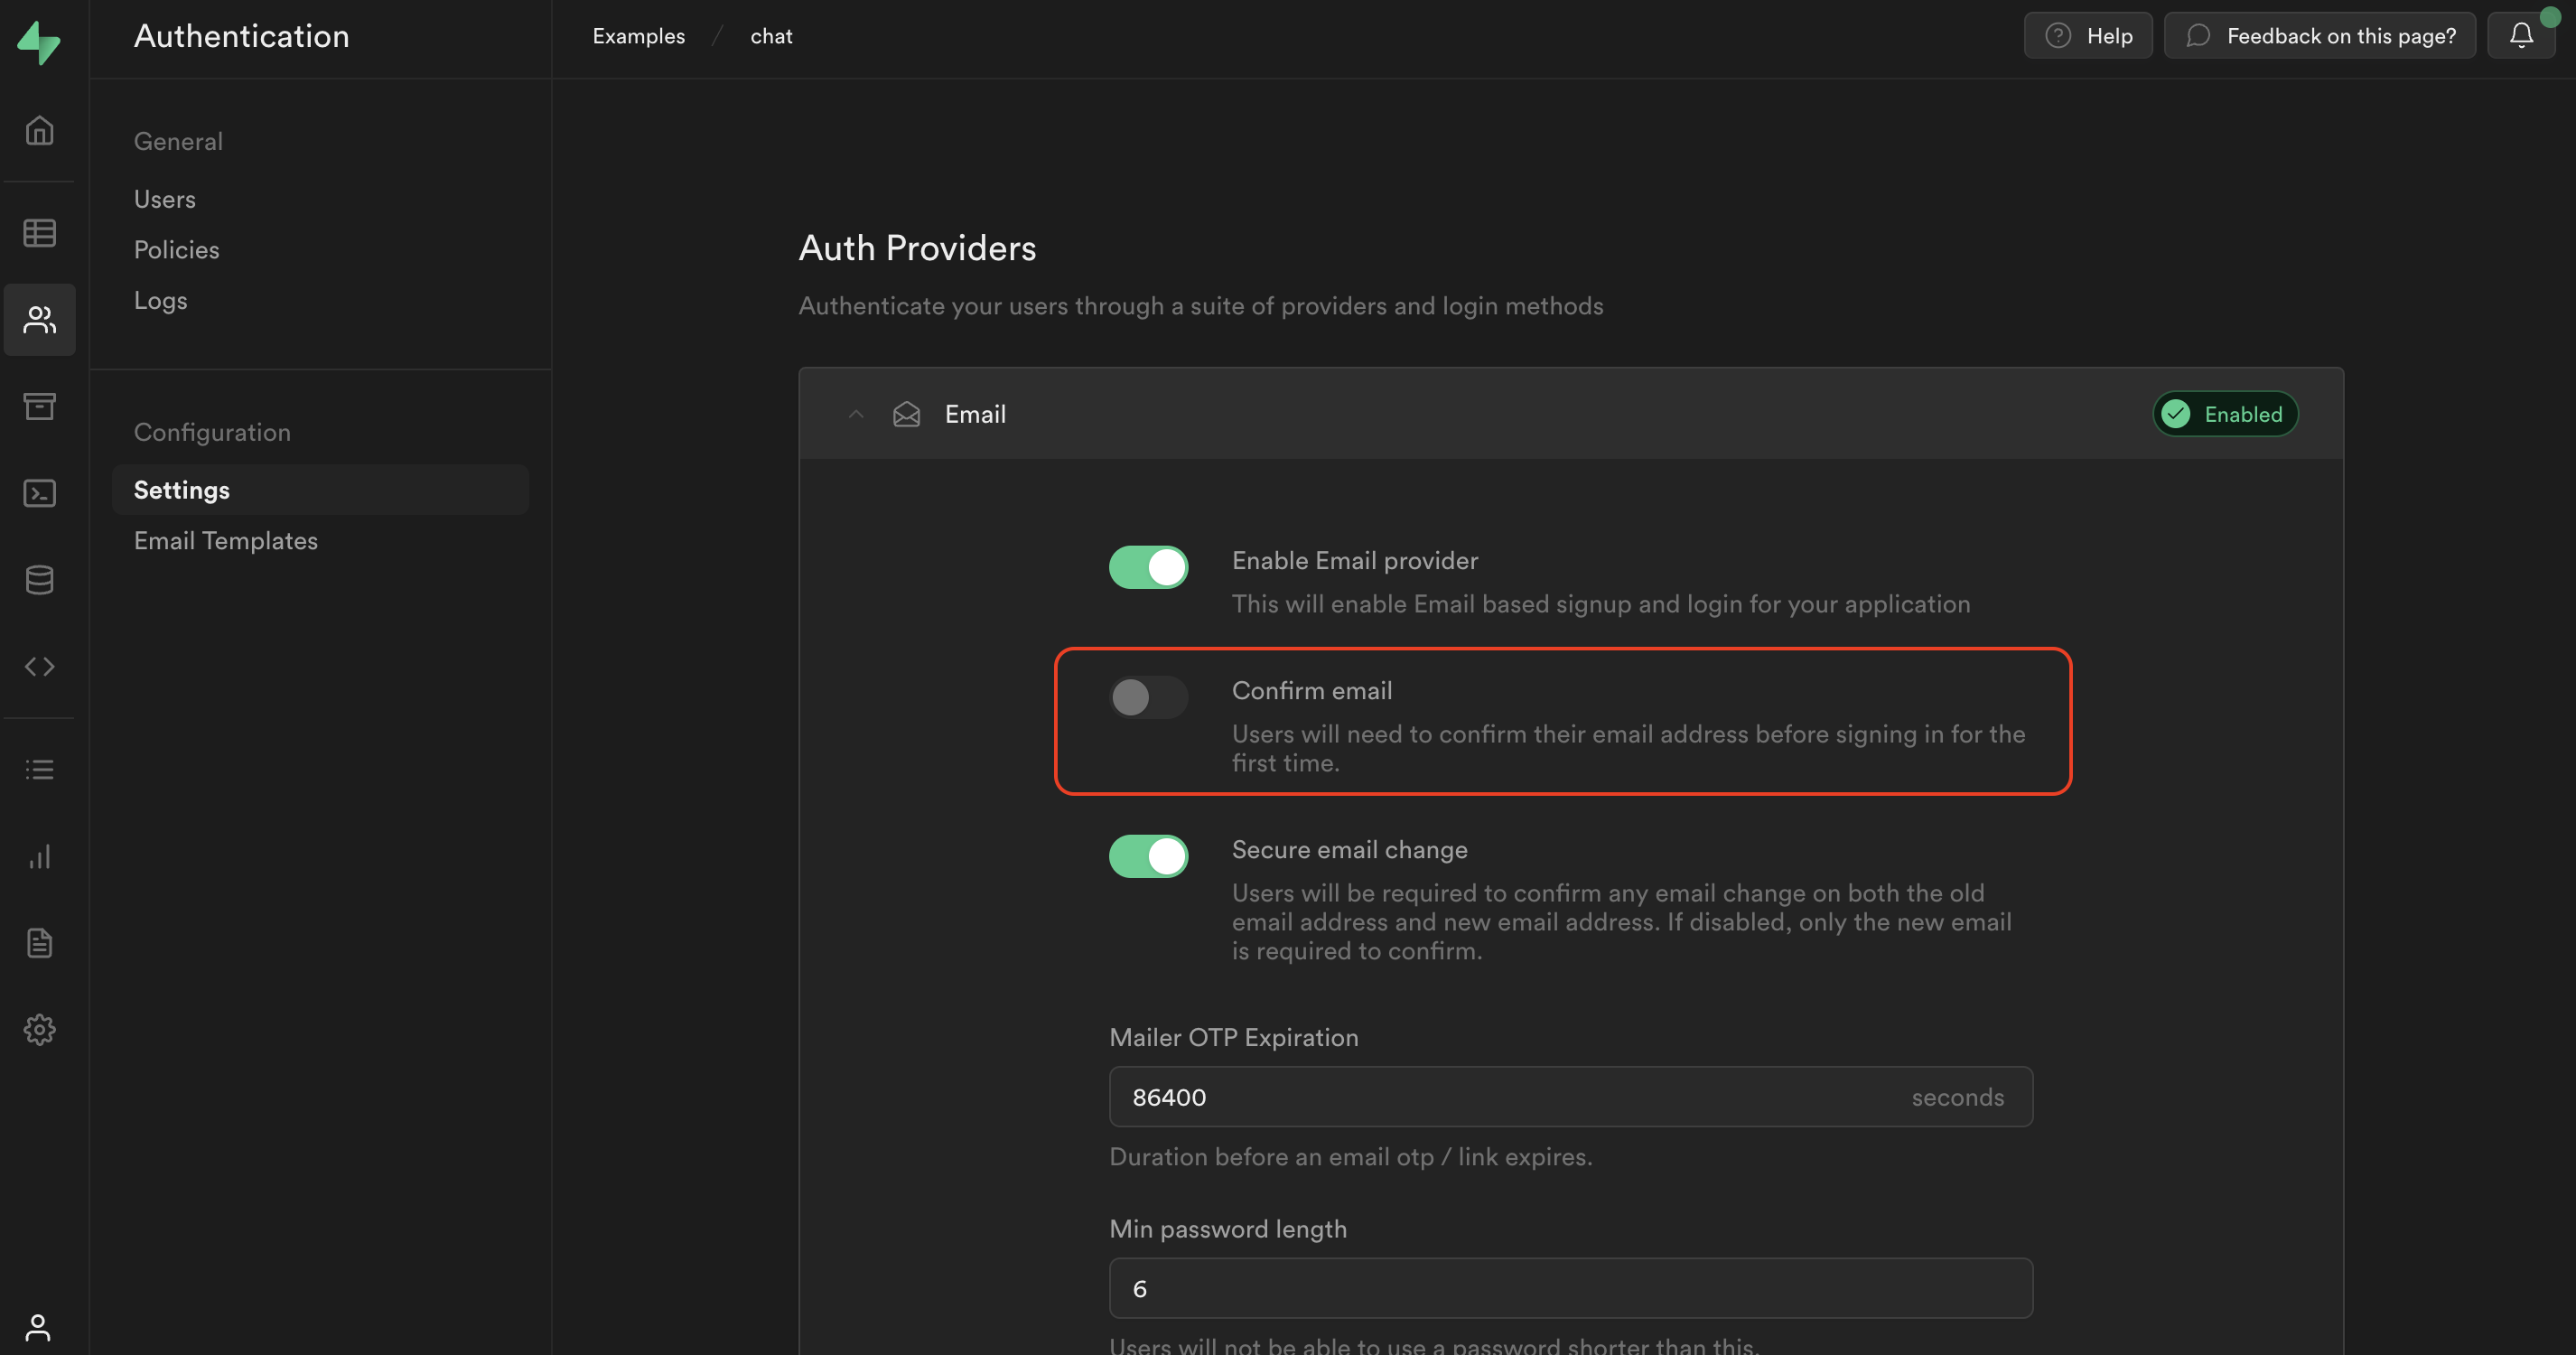 Authentication
Examples / chat
Help
Feedback on this page?
General
Users
Policies
Logs
Configuration
Settings
Email Templates
Auth Providers
Authenticate your users through a suite of providers and login methods
Email
Enabled
Enable Email provider
This will enable Email based signup and login for your application
Confirm email
Users will need to confirm their email address before signing in for the
first time.
Secure email change
Users will be required to confirm any email change on both the old
email address and new email address. If disabled, only the new email
is required to confirm.
Mailer OTP Expiration
86400 seconds
Duration before an email otp / link expires.
Min password length
6
Users will not be able to use a password shorter than this.